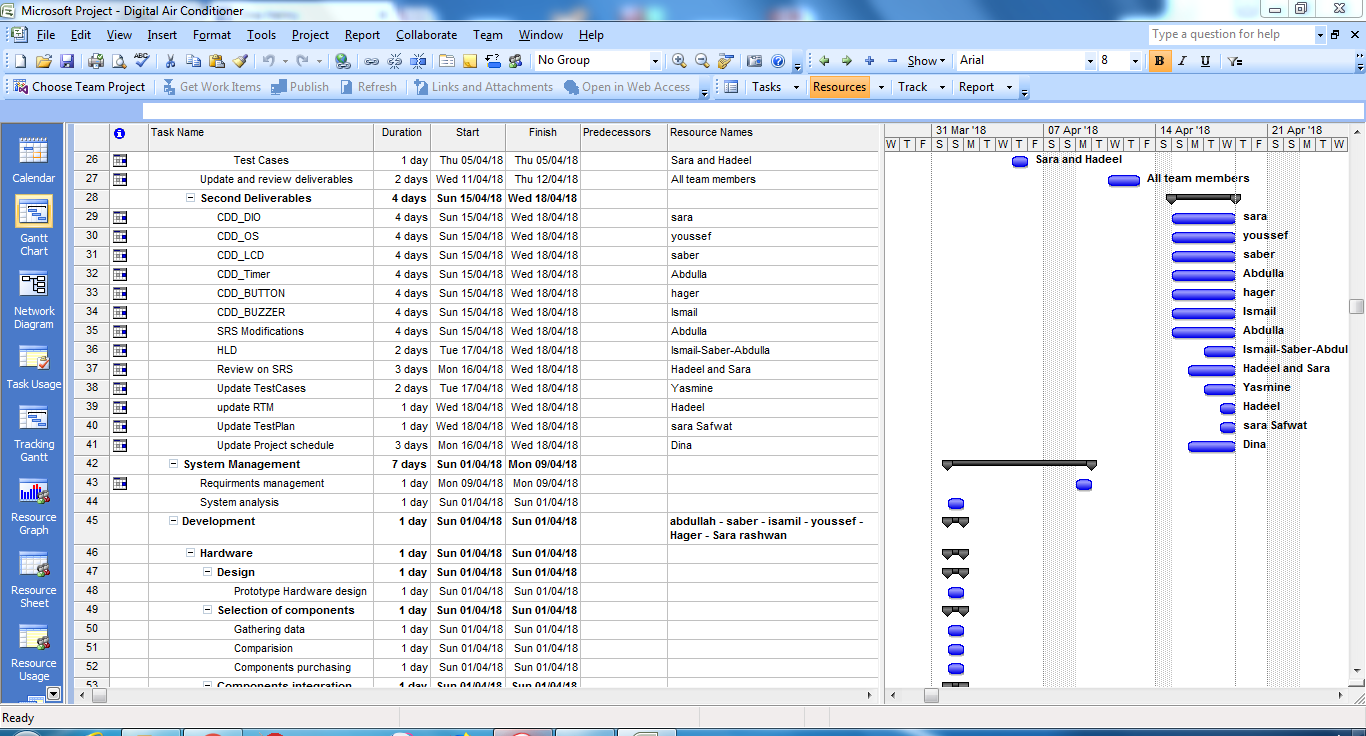 Microsoft Project - Digital Air Conditioner
File Edit View Insert Format Tools Project Report Collaborate Team Window Help Type a question for help
No Group Show Arial 8 B I U
Choose Team Project Get Work Items Publish Refresh Links and Attachments Open in Web Access Tasks Resources Track Report
Task Name Duration Start Finish Predecessors Resource Names 31 Mar '18 07 Apr '18 14 Apr '18 21 Apr '18
W T F S S M T W T F S S M T W T F S S M T W T F S S M T W
26 Test Cases 1 day Thu 05/04/18 Thu 05/04/18 Sara and Hadeel Sara and Hadeel
27 Update and review deliverables 2 days Wed 11/04/18 Thu 12/04/18 All team members All team members
28 Second Deliverables 4 days Sun 15/04/18 Wed 18/04/18
29 CDD_DIO 4 days Sun 15/04/18 Wed 18/04/18 sara sara
30 CDD_OS 4 days Sun 15/04/18 Wed 18/04/18 youssef youssef
31 CDD_LCD 4 days Sun 15/04/18 Wed 18/04/18 saber saber
32 CDD_Timer 4 days Sun 15/04/18 Wed 18/04/18 Abdulla Abdulla
33 CDD_BUTTON 4 days Sun 15/04/18 Wed 18/04/18 hager hager
34 CDD_BUZZER 4 days Sun 15/04/18 Wed 18/04/18 Ismail Ismail
35 SRS Modifications 4 days Sun 15/04/18 Wed 18/04/18 Abdulla Abdulla
36 HLD 2 days Tue 17/04/18 Wed 18/04/18 Ismail-Saber-Abdulla Ismail-Saber-Abdul
37 Review on SRS 3 days Mon 16/04/18 Wed 18/04/18 Hadeel and Sara Hadeel and Sara
38 Update TestCases 2 days Tue 17/04/18 Wed 18/04/18 Yasmine Yasmine
39 update RTM 1 day Wed 18/04/18 Wed 18/04/18 Hadeel Hadeel
40 Update TestPlan 1 day Wed 18/04/18 Wed 18/04/18 sara Safwat sara Safwat
41 Update Project schedule 3 days Mon 16/04/18 Wed 18/04/18 Dina Dina
42 System Management 7 days Sun 01/04/18 Mon 09/04/18
43 Requirments management 1 day Mon 09/04/18 Mon 09/04/18
44 System analysis 1 day Sun 01/04/18 Sun 01/04/18
45 Development 1 day Sun 01/04/18 Sun 01/04/18 abdullah - saber - isamil - youssef -
Hager - Sara rashwan
46 Hardware 1 day Sun 01/04/18 Sun 01/04/18
47 Design 1 day Sun 01/04/18 Sun 01/04/18
48 Prototype Hardware design 1 day Sun 01/04/18 Sun 01/04/18
49 Selection of components 1 day Sun 01/04/18 Sun 01/04/18
50 Gathering data 1 day Sun 01/04/18 Sun 01/04/18
51 Comparision 1 day Sun 01/04/18 Sun 01/04/18
52 Components purchasing 1 day Sun 01/04/18 Sun 01/04/18
53 Components integration 1 day Sun 01/04/18 Sun 01/04/18
Calendar
Gantt
Chart
Network
Diagram
Task Usage
Tracking
Gantt
Resource
Graph
Resource
Sheet
Resource
Usage
Ready